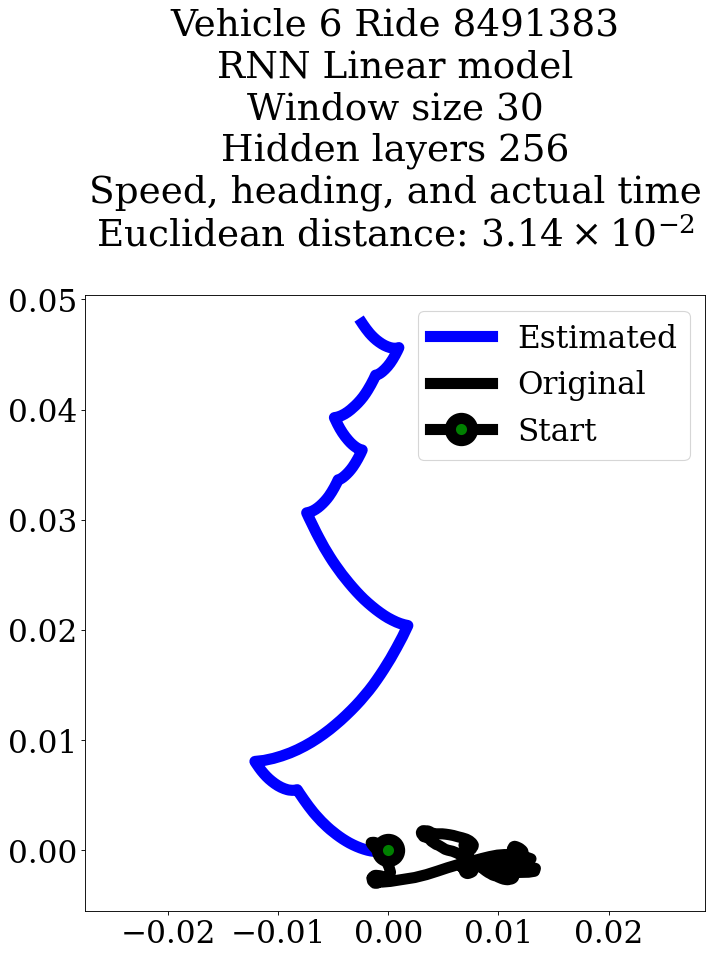 Vehicle 6 Ride 8491383
RNN Linear model
Window size 30
Hidden layers 256
Speed, heading, and actual time
Euclidean distance: 3.14 × 10⁻²
0.05
0.04
0.03
0.02
0.01
0.00
Estimated
Original
Start
−0.02 −0.01 0.00 0.01 0.02